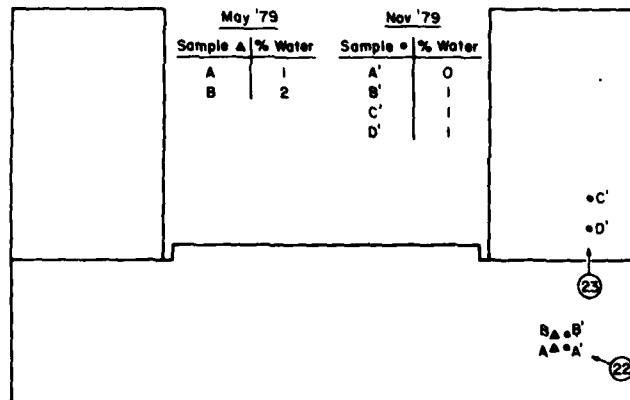 May '79
Sample ▲ % Water
A 1
B 2
Nov '79
Sample • % Water
A' 0
B' 1
C' 1
D' 1
C'
D'
23
B B'
A A'
22